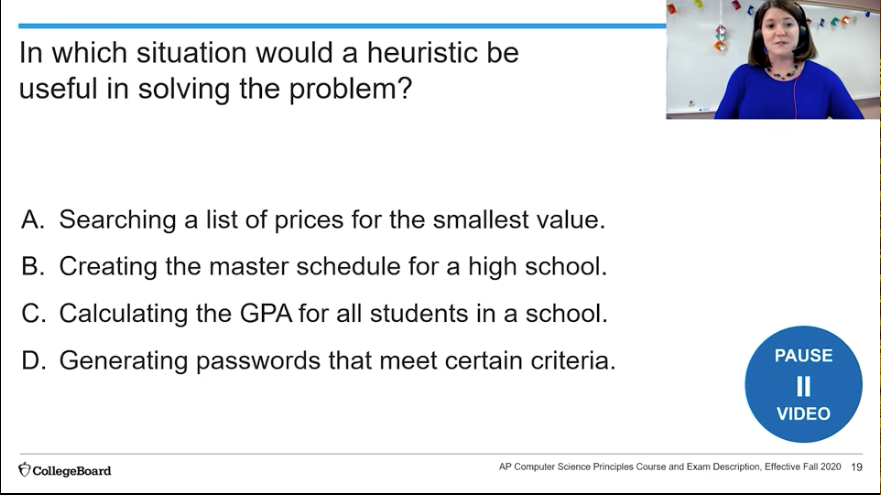 In which situation would a heuristic be
useful in solving the problem?
A. Searching a list of prices for the smallest value.
B. Creating the master schedule for a high school.
C. Calculating the GPA for all students in a school.
D. Generating passwords that meet certain criteria.
PAUSE
VIDEO
CollegeBoard
AP Computer Science Principles Course and Exam Description, Effective Fall 2020 19